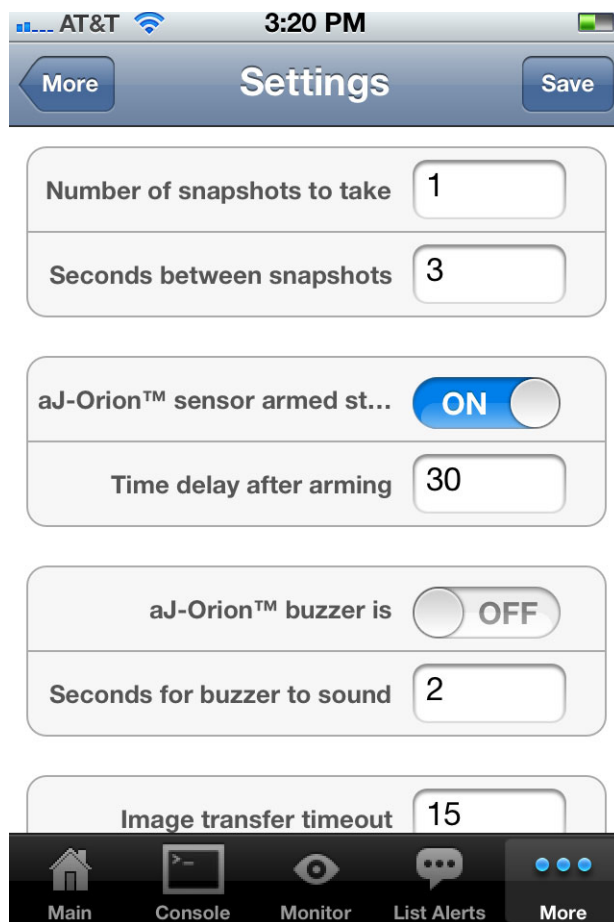 AT&T 3:20 PM
More Settings Save
Number of snapshots to take 1
Seconds between snapshots 3
aJ-Orion™ sensor armed st... ON
Time delay after arming 30
aJ-Orion™ buzzer is OFF
Seconds for buzzer to sound 2
Image transfer timeout 15
>_
Main Console Monitor List Alerts More